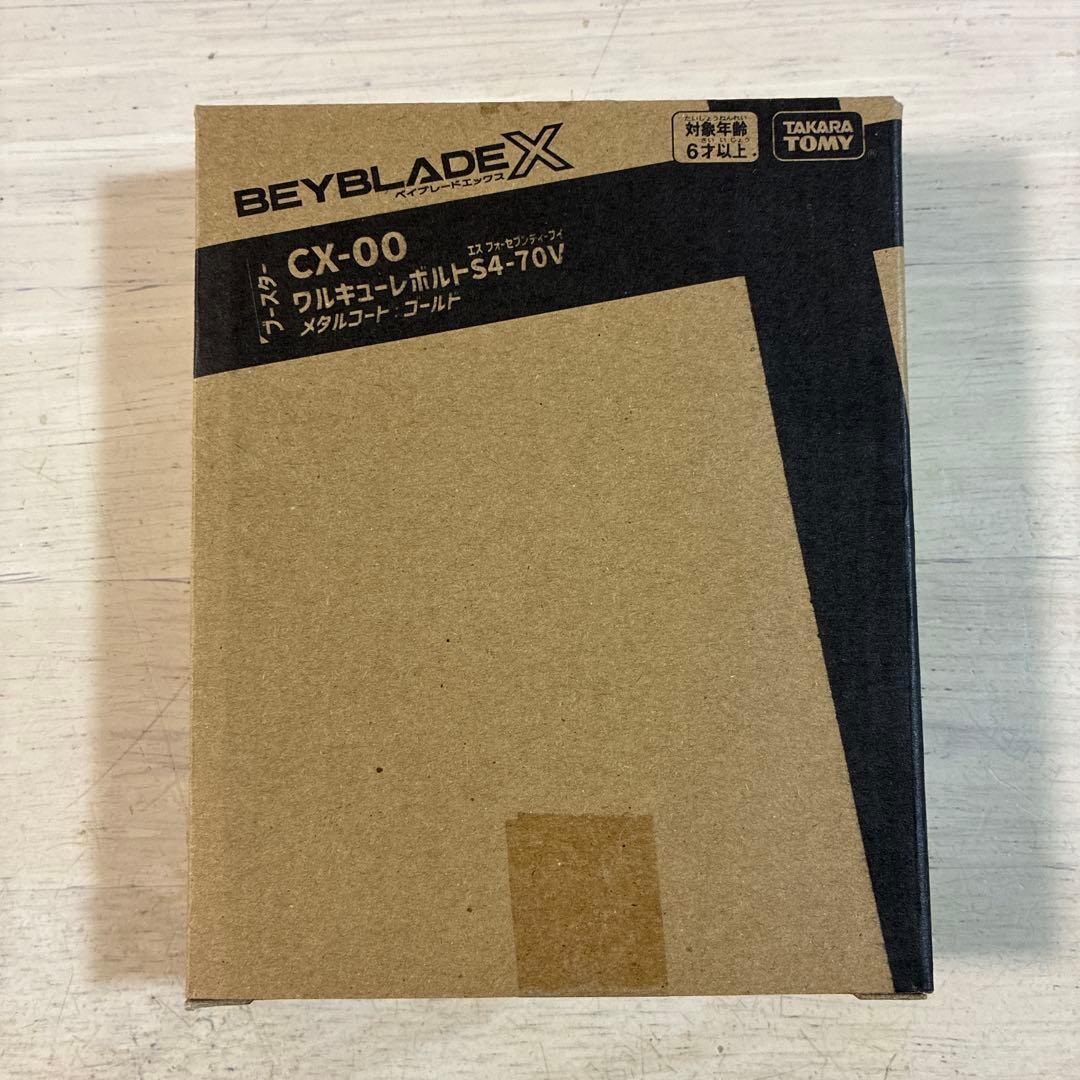 BEYBLADE X
ベイブレードエックス
たいしょうねんれい
対象年齢
さい いじょう
6才以上
TAKARA
TOMY
ブースター
CX-00
エス フォーセブンティーブイ
ワルキューレボルトS4-70V
メタルコート:ゴールド